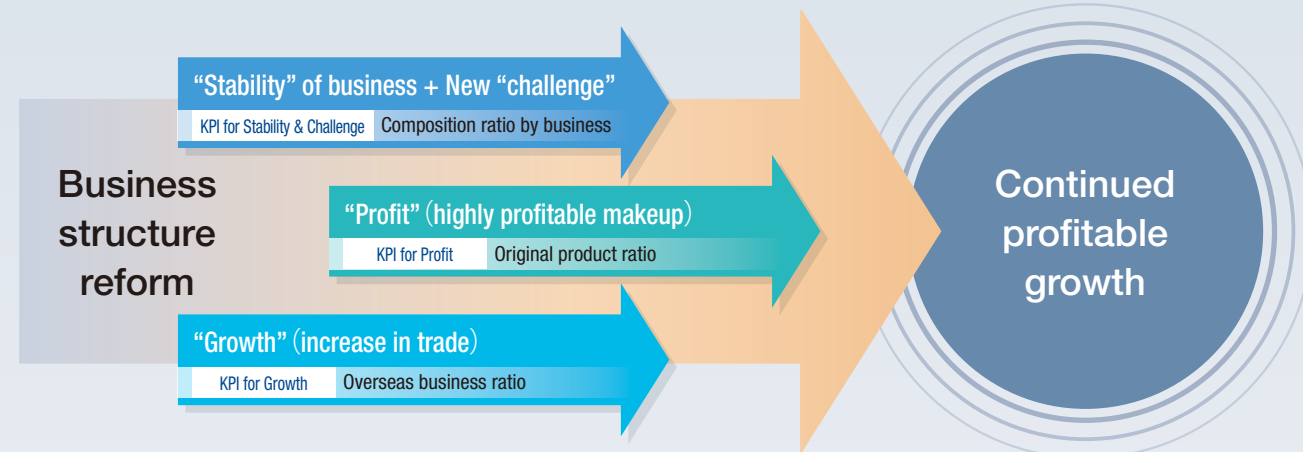 Business
structure
reform
“Stability” of business + New “challenge”
KPI for Stability & Challenge Composition ratio by business
“Profit”（highly profitable makeup）
KPI for Profit Original product ratio
“Growth”（increase in trade）
KPI for Growth Overseas business ratio
Continued
profitable
growth